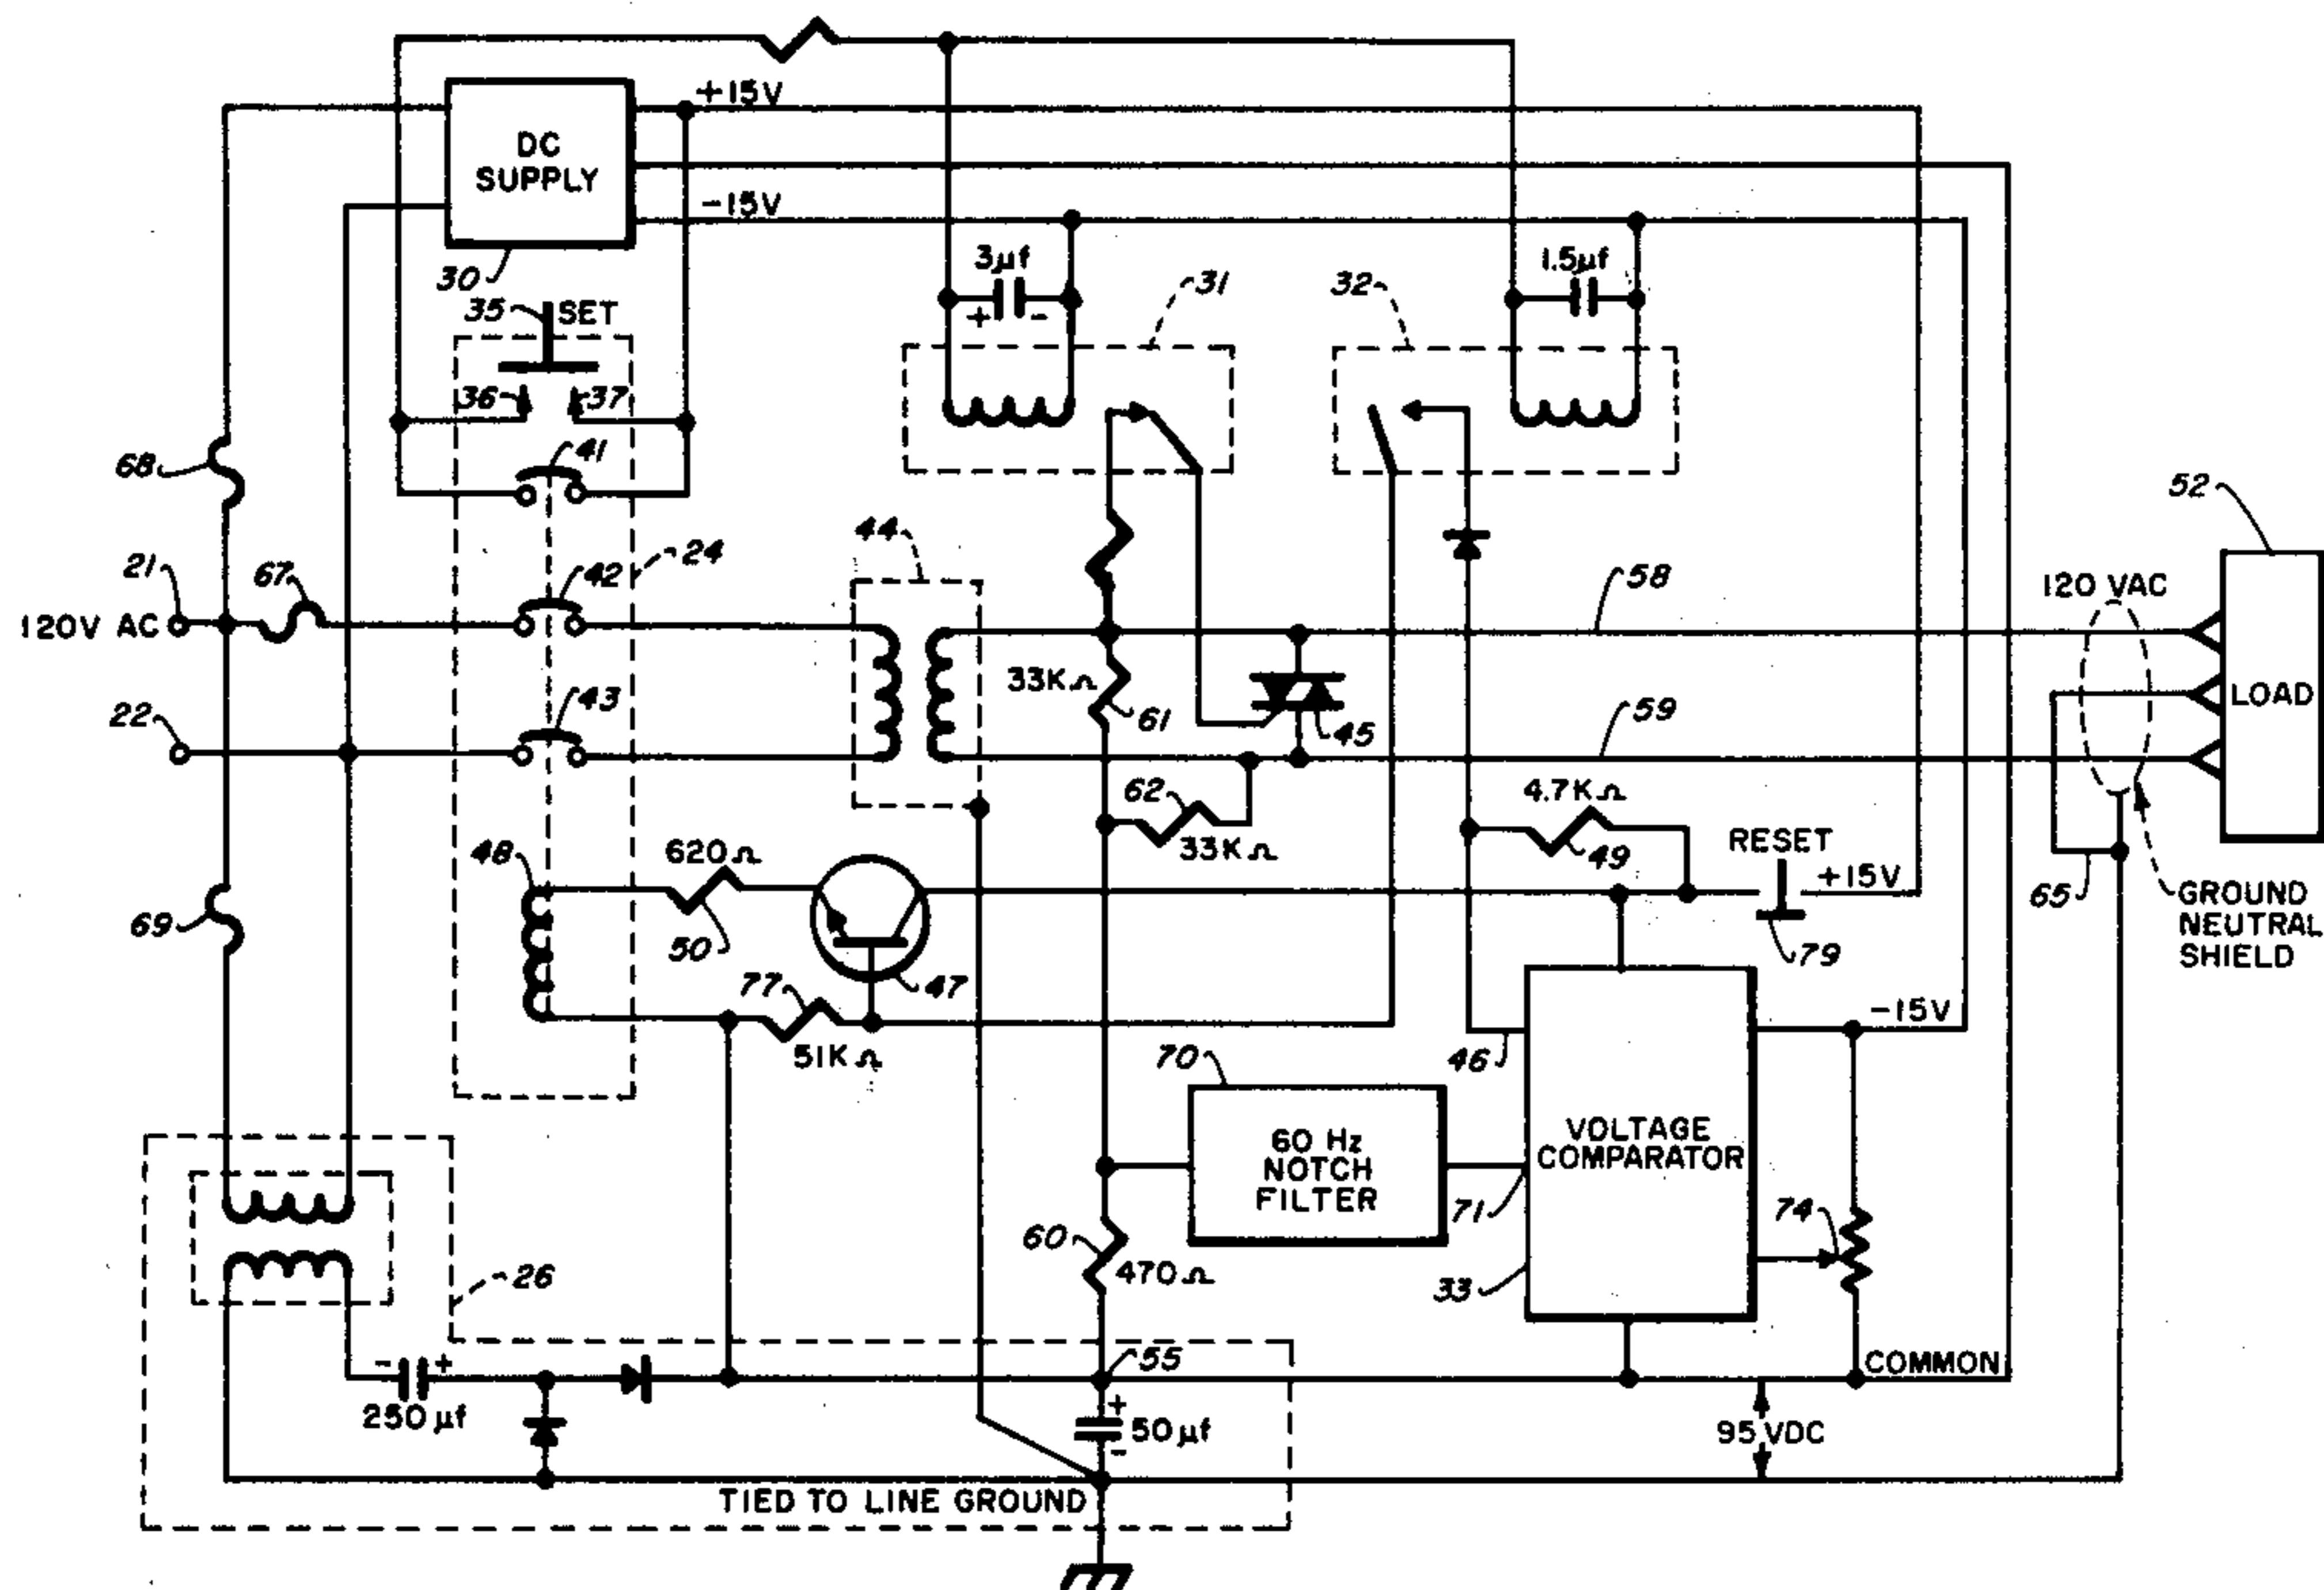 +15V
DC
SUPPLY
-15V
30
3µf
+ -
31
32
1.5µf
35
SET
36
37
41
68
52
44
24
21
67
42
58
120 VAC
120V AC
33KΩ
61
45
LOAD
22
43
59
62
4.7KΩ
33KΩ
49
RESET
+15V
65
GROUND
NEUTRAL
SHIELD
48
620Ω
69
50
47
79
77
51KΩ
46
-15V
70
60 Hz
NOTCH
FILTER
VOLTAGE
COMPARATOR
71
74
60
470Ω
33
26
- +
250 µf
55
COMMON
+
50µf
-
95 VDC
TIED TO LINE GROUND